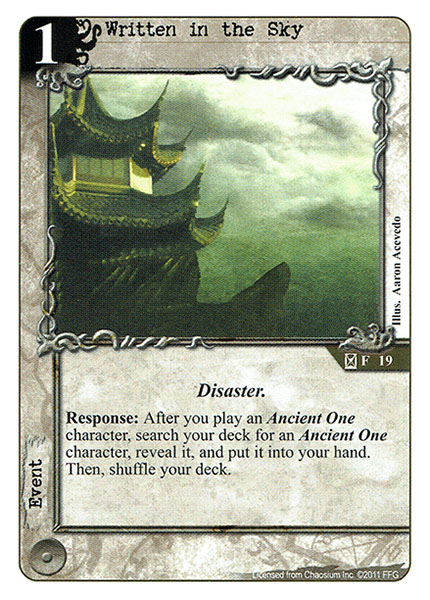 1
Written in the Sky
Illus. Aaron Acevedo
F 19
Disaster.
Response: After you play an Ancient One
character, search your deck for an Ancient One
character, reveal it, and put it into your hand.
Then, shuffle your deck.
Event
Licensed from Chaosium Inc. ©2011 FFG